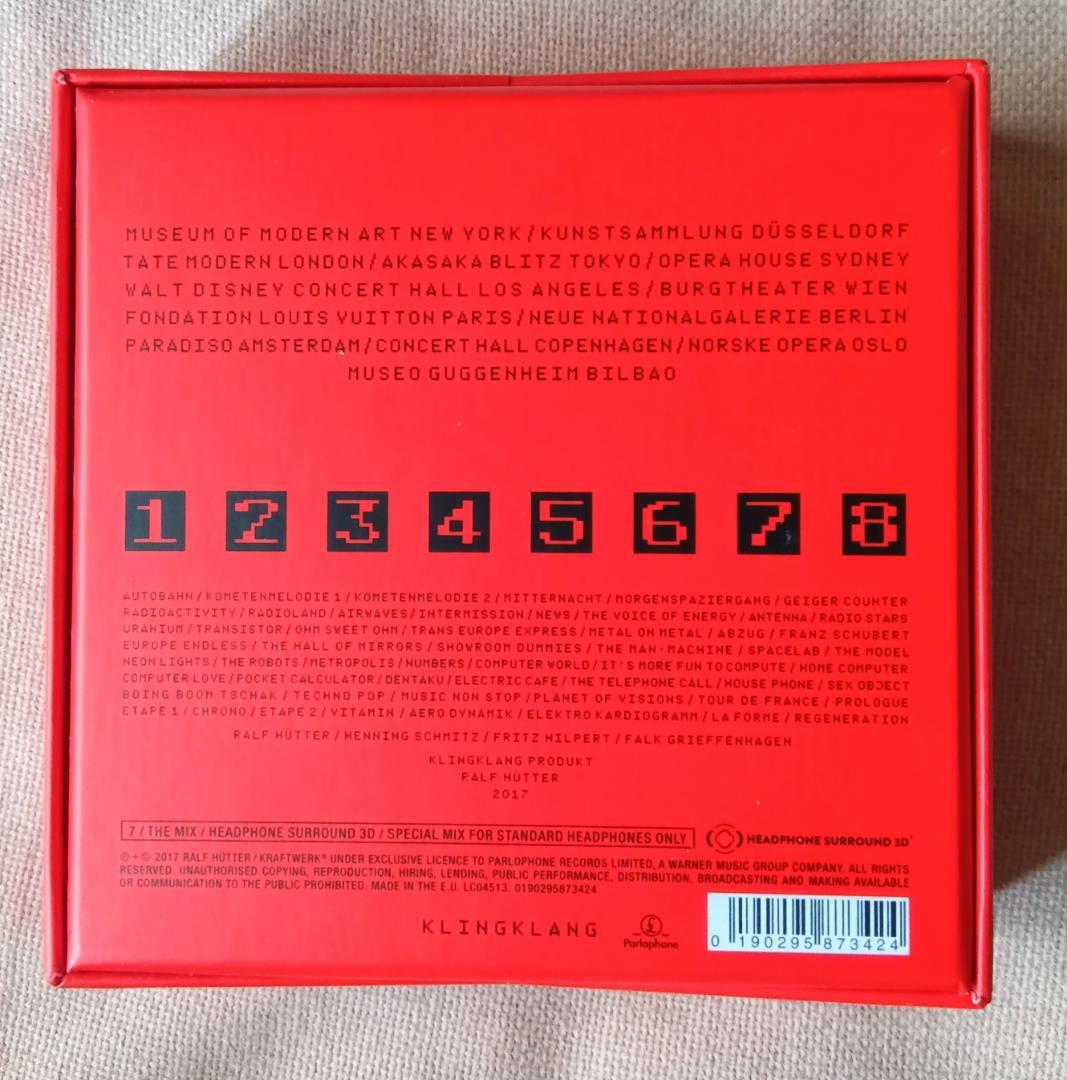 MUSEUM OF MODERN ART NEW YORK/KUNSTSAMMLUNG DÜSSELDORF
TATE MODERN LONDON/AKASAKA BLITZ TOKYO/OPERA HOUSE SYDNEY
WALT DISNEY CONCERT HALL LOS ANGELES/BURGTHEATER WIEN
FONDATION LOUIS VUITTON PARIS/NEUE NATIONALGALERIE BERLIN
PARADISO AMSTERDAM/CONCERT HALL COPENHAGEN/NORSKE OPERA OSLO
MUSEO GUGGENHEIM BILBAO
1 2 3 4 5 6 7 8
AUTOBAHN/KOMETENMELODIE 1/KOMETENMELODIE 2/MITTERNACHT/MORGENSPAZIERGANG/GEIGER COUNTER
RADIOACTIVITY/RADIOLAND/AIRWAVES/INTERMISSION/NEWS/THE VOICE OF ENERGY/ANTENNA/RADIO STARS
URANIUM/TRANSISTOR/OHM SWEET OHM/TRANS EUROPE EXPRESS/METAL ON METAL/ABZUG/FRANZ SCHUBERT
EUROPE ENDLESS/THE HALL OF MIRRORS/SHOWROOM DUMMIES/THE MAN-MACHINE/SPACELAB/THE MODEL
NEON LIGHTS/THE ROBOTS/METROPOLIS/NUMBERS/COMPUTER WORLD/IT'S MORE FUN TO COMPUTE/HOME COMPUTER
COMPUTER LOVE/POCKET CALCULATOR/DENTAKU/ELECTRIC CAFE/THE TELEPHONE CALL/HOUSE PHONE/SEX OBJECT
BOING BOOM TSCHAK/TECHNO POP/MUSIC NON STOP/PLANET OF VISIONS/TOUR DE FRANCE/PROLOGUE
ETAPE 1/CHRONO/ETAPE 2/VITAMIN/AERO DYNAMIK/ELEKTRO KARDIOGRAMM/LA FORME/REGENERATION
RALF HÜTTER/HENNING SCHMITZ/FRITZ HILPERT/FALK GRIEFFENHAGEN
KLINGKLANG PRODUKT
RALF HÜTTER
2017
7 / THE MIX / HEADPHONE SURROUND 3D / SPECIAL MIX FOR STANDARD HEADPHONES ONLY HEADPHONE SURROUND 3D
℗ + © 2017 RALF HÜTTER / KRAFTWERK® UNDER EXCLUSIVE LICENCE TO PARLOPHONE RECORDS LIMITED, A WARNER MUSIC GROUP COMPANY. ALL RIGHTS
RESERVED. UNAUTHORISED COPYING, REPRODUCTION, HIRING, LENDING, PUBLIC PERFORMANCE, DISTRIBUTION, BROADCASTING AND MAKING AVAILABLE
OR COMMUNICATION TO THE PUBLIC PROHIBITED. MADE IN THE E.U. LC04513. 0190295873424
KLINGKLANG Parlophone 0 190295 873424